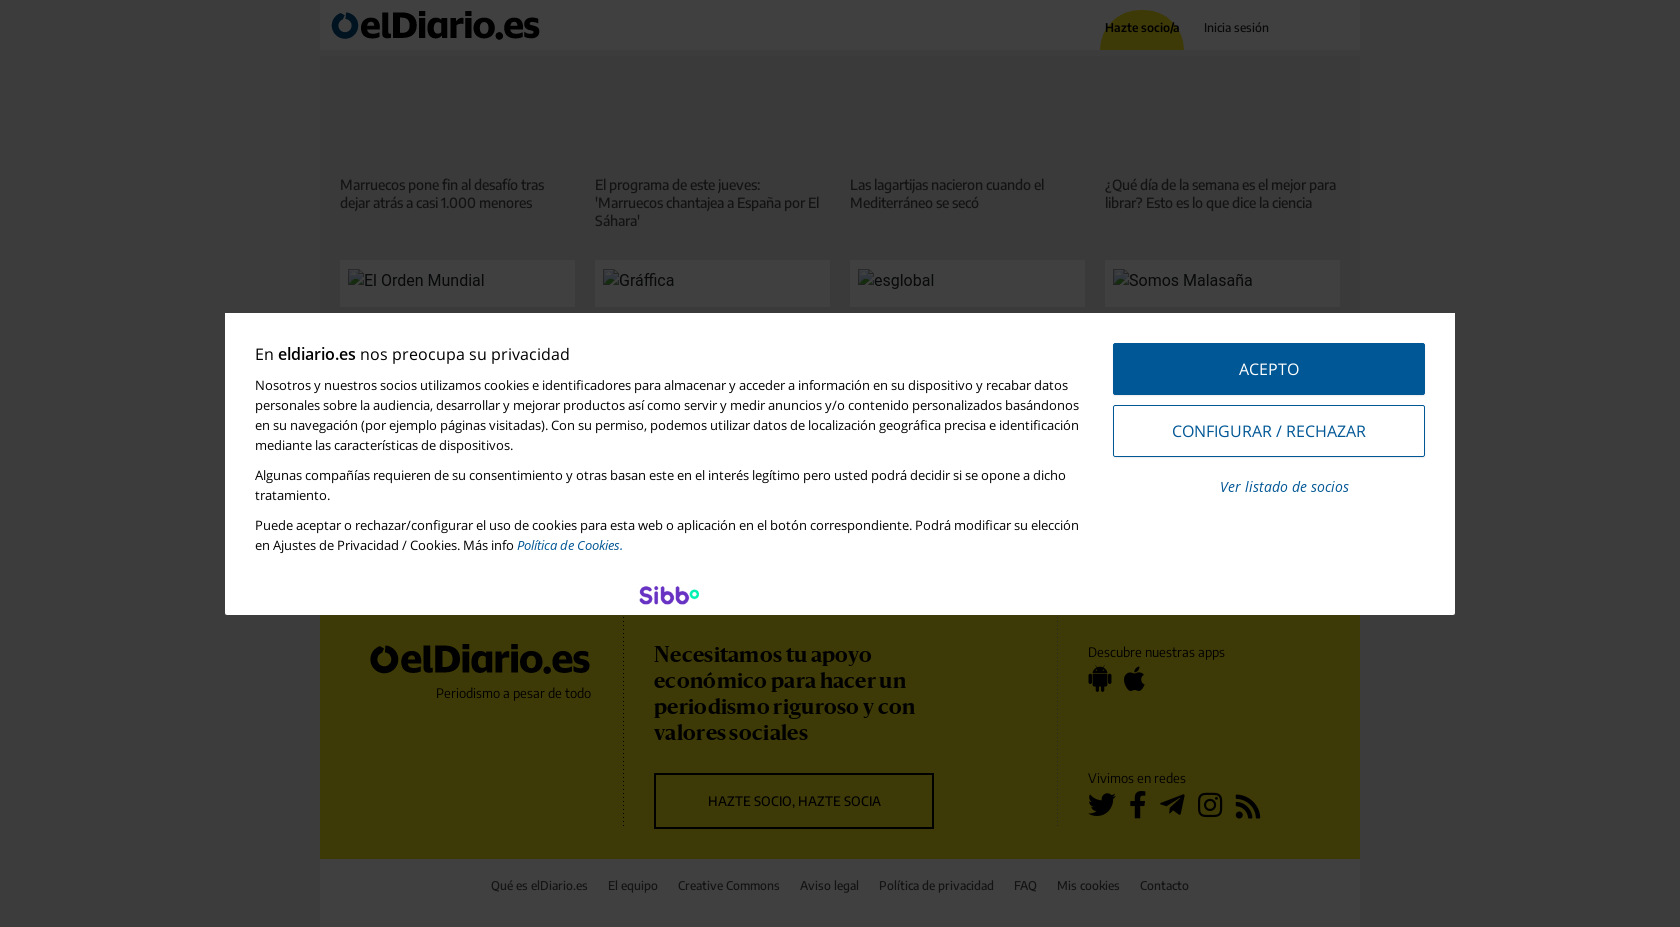 elDiario.es
Hazte socio/a
Inicia sesión
Marruecos pone fin al desafío tras
dejar atrás a casi 1.000 menores
El programa de este jueves:
'Marruecos chantajea a España por El
Sáhara'
Las lagartijas nacieron cuando el
Mediterráneo se secó
¿Qué día de la semana es el mejor para
librar? Esto es lo que dice la ciencia
El Orden Mundial
Gráffica
esglobal
Somos Malasaña
En eldiario.es nos preocupa su privacidad
Nosotros y nuestros socios utilizamos cookies e identificadores para almacenar y acceder a información en su dispositivo y recabar datos
personales sobre la audiencia, desarrollar y mejorar productos así como servir y medir anuncios y/o contenido personalizados basándonos
en su navegación (por ejemplo páginas visitadas). Con su permiso, podemos utilizar datos de localización geográfica precisa e identificación
mediante las características de dispositivos.
Algunas compañías requieren de su consentimiento y otras basan este en el interés legítimo pero usted podrá decidir si se opone a dicho
tratamiento.
Puede aceptar o rechazar/configurar el uso de cookies para esta web o aplicación en el botón correspondiente. Podrá modificar su elección
en Ajustes de Privacidad / Cookies. Más info Política de Cookies.
ACEPTO
CONFIGURAR / RECHAZAR
Ver listado de socios
Sibbo
elDiario.es
Periodismo a pesar de todo
Necesitamos tu apoyo
económico para hacer un
periodismo riguroso y con
valores sociales
HAZTE SOCIO, HAZTE SOCIA
Descubre nuestras apps
Vivimos en redes
Qué es elDiario.es
El equipo
Creative Commons
Aviso legal
Política de privacidad
FAQ
Mis cookies
Contacto